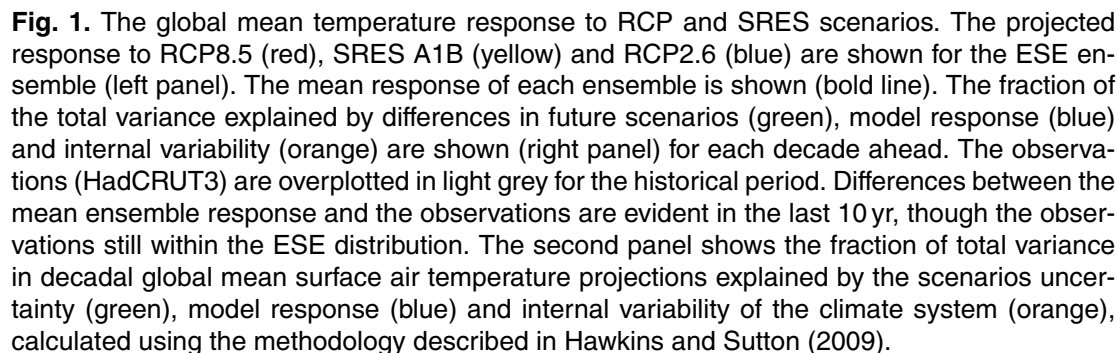 Fig. 1. The global mean temperature response to RCP and SRES scenarios. The projected
response to RCP8.5 (red), SRES A1B (yellow) and RCP2.6 (blue) are shown for the ESE en-
semble (left panel). The mean response of each ensemble is shown (bold line). The fraction of
the total variance explained by differences in future scenarios (green), model response (blue)
and internal variability (orange) are shown (right panel) for each decade ahead. The observa-
tions (HadCRUT3) are overplotted in light grey for the historical period. Differences between the
mean ensemble response and the observations are evident in the last 10 yr, though the obser-
vations still within the ESE distribution. The second panel shows the fraction of total variance
in decadal global mean surface air temperature projections explained by the scenarios uncer-
tainty (green), model response (blue) and internal variability of the climate system (orange),
calculated using the methodology described in Hawkins and Sutton (2009).